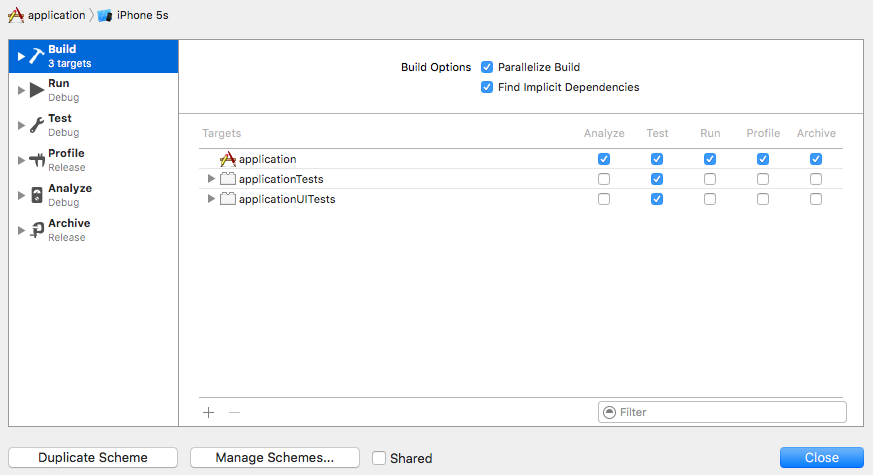 application iPhone 5s
Build
3 targets
Run
Debug
Test
Debug
Profile
Release
Analyze
Debug
Archive
Release
Build Options Parallelize Build
Find Implicit Dependencies
Targets Analyze Test Run Profile Archive
application
applicationTests
applicationUITests
Filter
Duplicate Scheme Manage Schemes... Shared Close